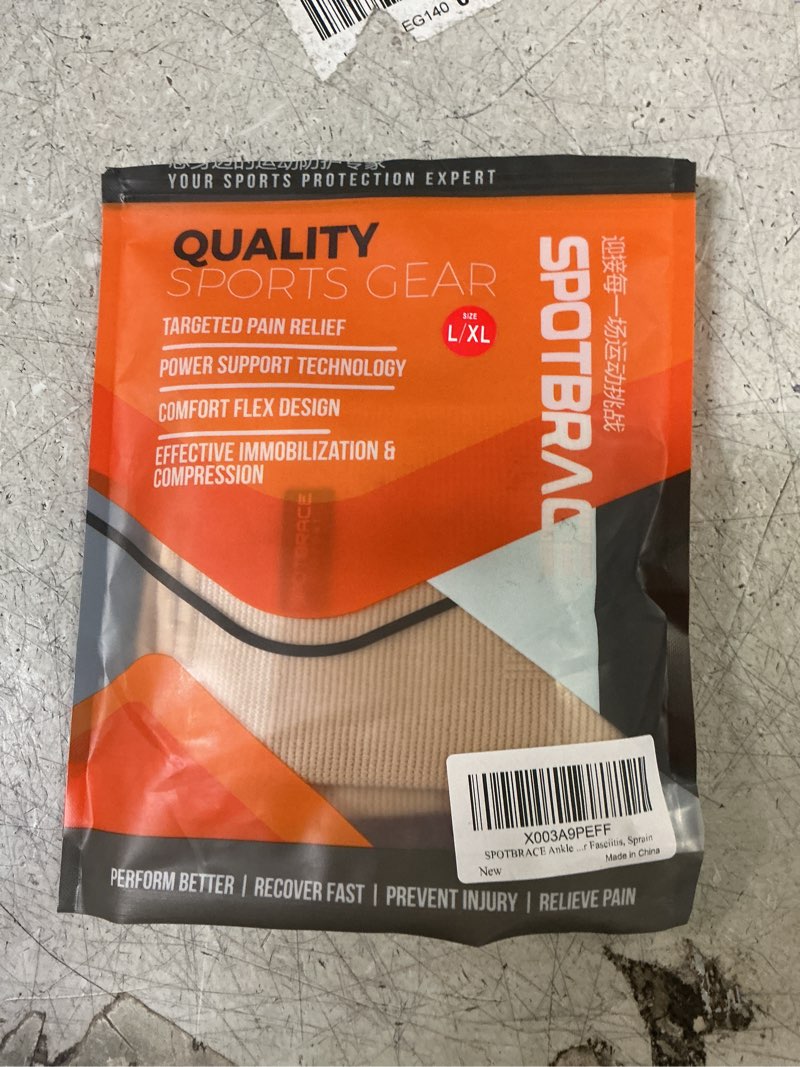 EG140
YOUR SPORTS PROTECTION EXPERT
QUALITY
SPORTS GEAR
TARGETED PAIN RELIEF
POWER SUPPORT TECHNOLOGY
COMFORT FLEX DESIGN
EFFECTIVE IMMOBILIZATION &
COMPRESSION
SIZE
L/XL
SPOTBRACE
迎接每一场运动挑战
X003A9PEFF
SPOTBRACE Ankle ...r Fasciitis, Sprain
New
Made in China
PERFORM BETTER | RECOVER FAST | PREVENT INJURY | RELIEVE PAIN